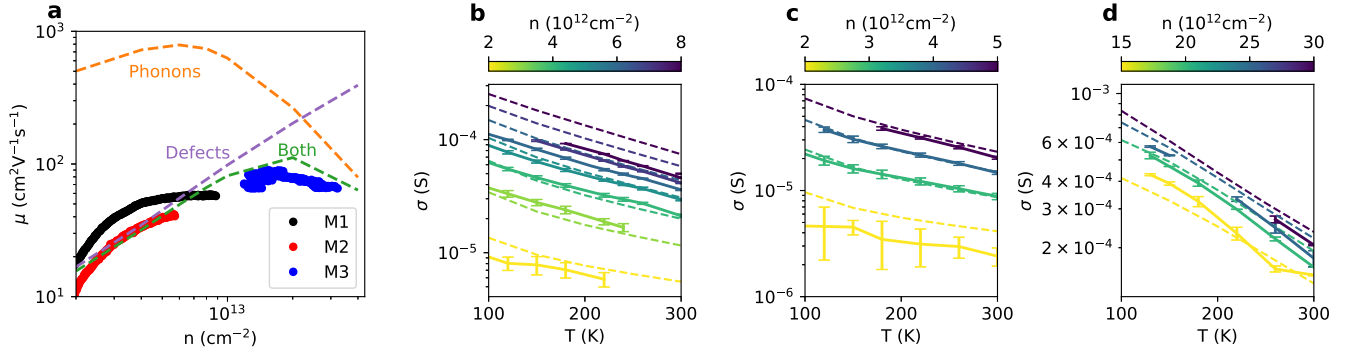 a
10³
10²
10¹
μ (cm²V⁻¹s⁻¹)
Phonons
Defects
Both
M1
M2
M3
10¹³
n (cm⁻²)
b
n (10¹²cm⁻²)
2 4 6 8
10⁻⁴
10⁻⁵
σ (S)
100 200 300
T (K)
c
n (10¹²cm⁻²)
2 3 4 5
10⁻⁴
10⁻⁵
10⁻⁶
σ (S)
100 200 300
T (K)
d
n (10¹²cm⁻²)
15 20 25 30
10⁻³
6 × 10⁻⁴
4 × 10⁻⁴
3 × 10⁻⁴
2 × 10⁻⁴
σ (S)
100 200 300
T (K)